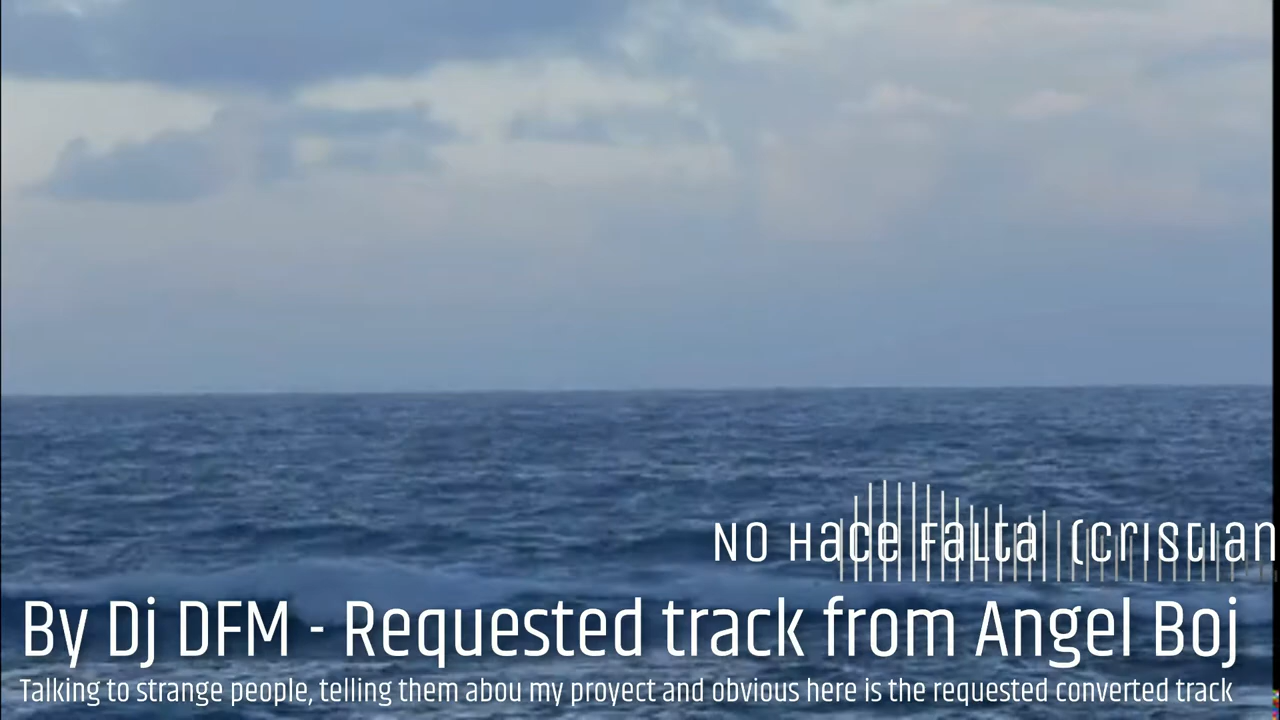 No Hace Falta (Cristian
By Dj DFM - Requested track from Angel Boj
Talking to strange people, telling them abou my proyect and obvious here is the requested converted track